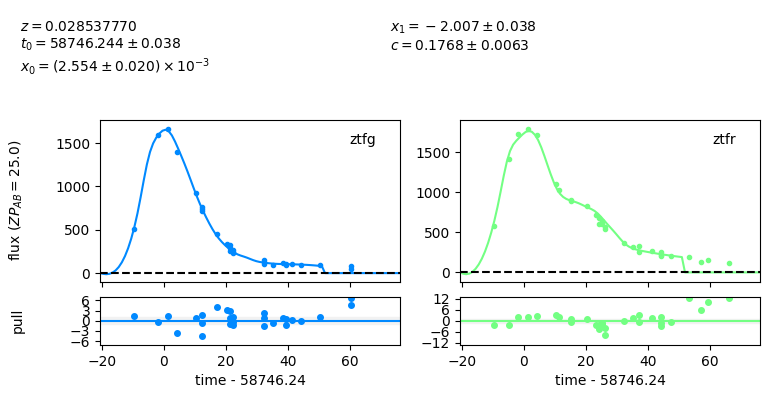 z = 0.028537770
t₀ = 58746.244 ± 0.038
x₀ = (2.554 ± 0.020) × 10⁻³
x₁ = −2.007 ± 0.038
c = 0.1768 ± 0.0063
flux (ZP_AB = 25.0)
1500
1000
500
0
ztfg
1500
1000
500
0
ztfr
pull
6
3
0
−3
−6
−20
0
20
40
60
time - 58746.24
12
6
0
−6
−12
−20
0
20
40
60
time - 58746.24